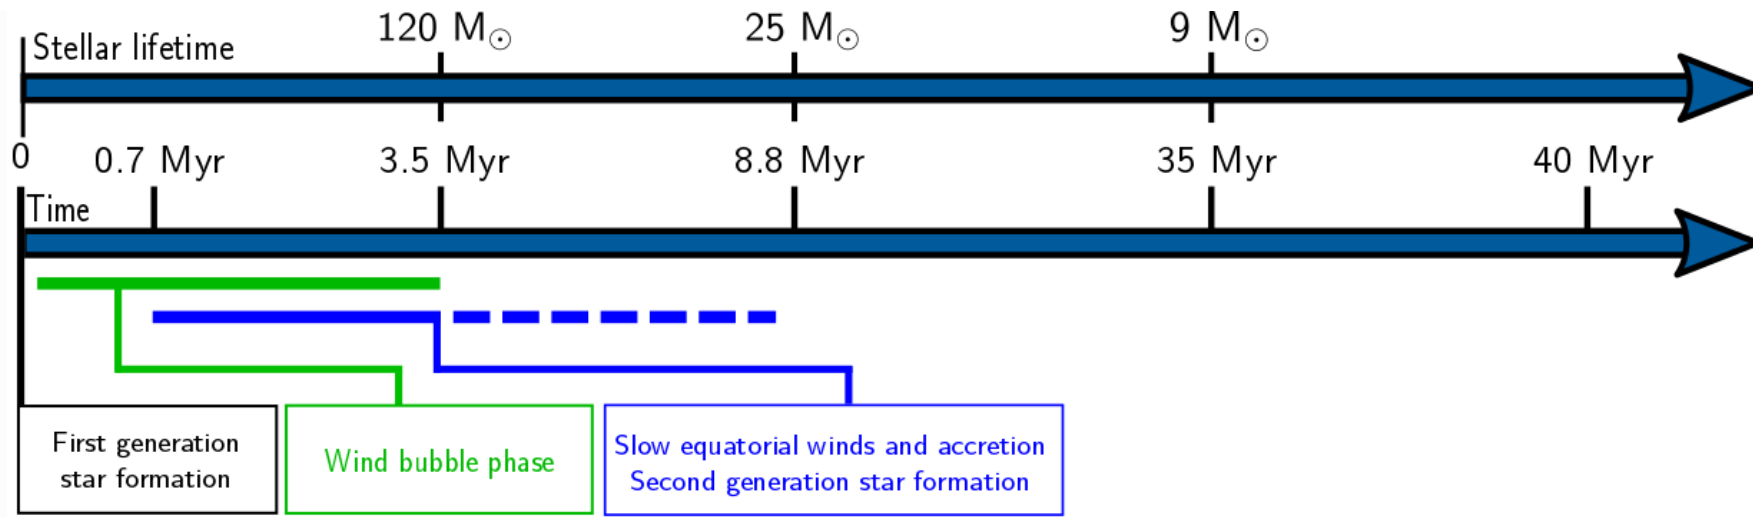 Stellar lifetime
120 M☉
25 M☉
9 M☉
0
0.7 Myr
3.5 Myr
8.8 Myr
35 Myr
40 Myr
Time
First generation
star formation
Wind bubble phase
Slow equatorial winds and accretion
Second generation star formation